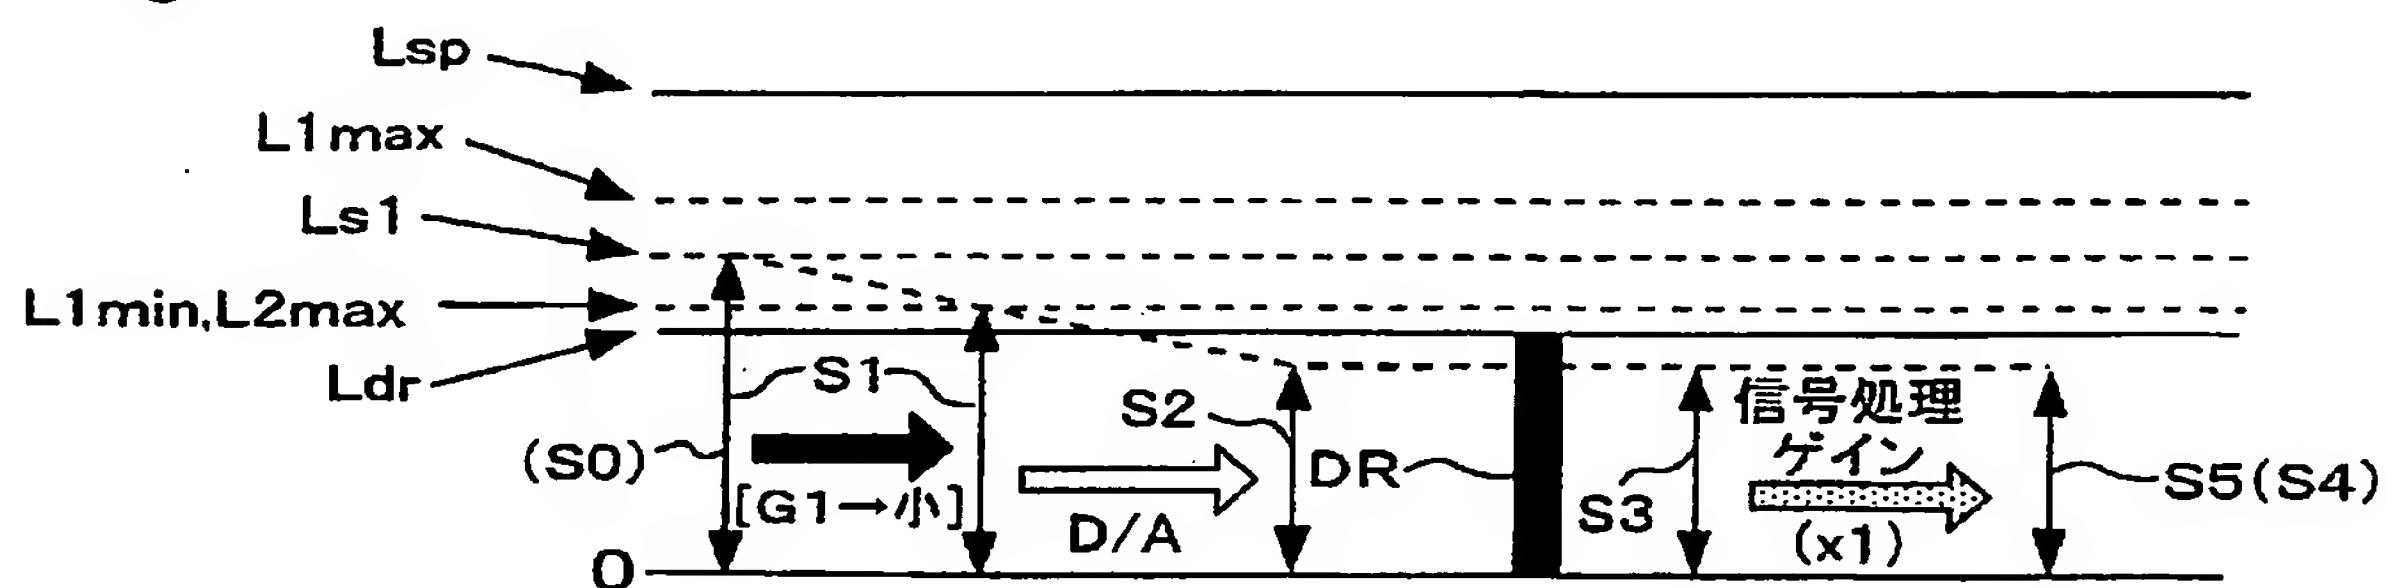 Lsp
L1max
Ls1
L1min,L2max
Ldr
S1
(S0)
[G1→小]
S2
D/A
DR
信号処理
ゲイン
(x1)
S3
S5(S4)
0